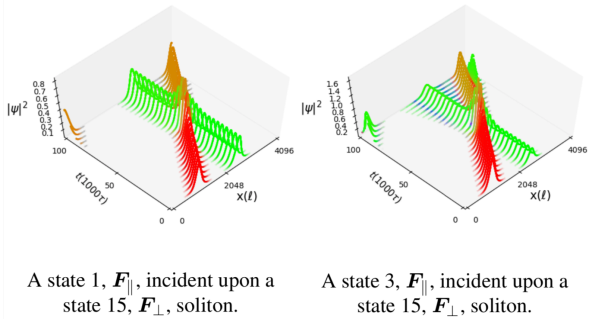 0.8
0.7
0.6
0.5
0.4
0.3
0.2
0.1
|ψ|²
100
50
0
t(1000τ)
0
2048
4096
x(ℓ)
1.6
1.4
1.2
1.0
0.8
0.6
0.4
0.2
|ψ|²
100
50
0
t(1000τ)
0
2048
4096
x(ℓ)
A state 1, F∥, incident upon a
state 15, F⊥, soliton.
A state 3, F∥, incident upon a
state 15, F⊥, soliton.